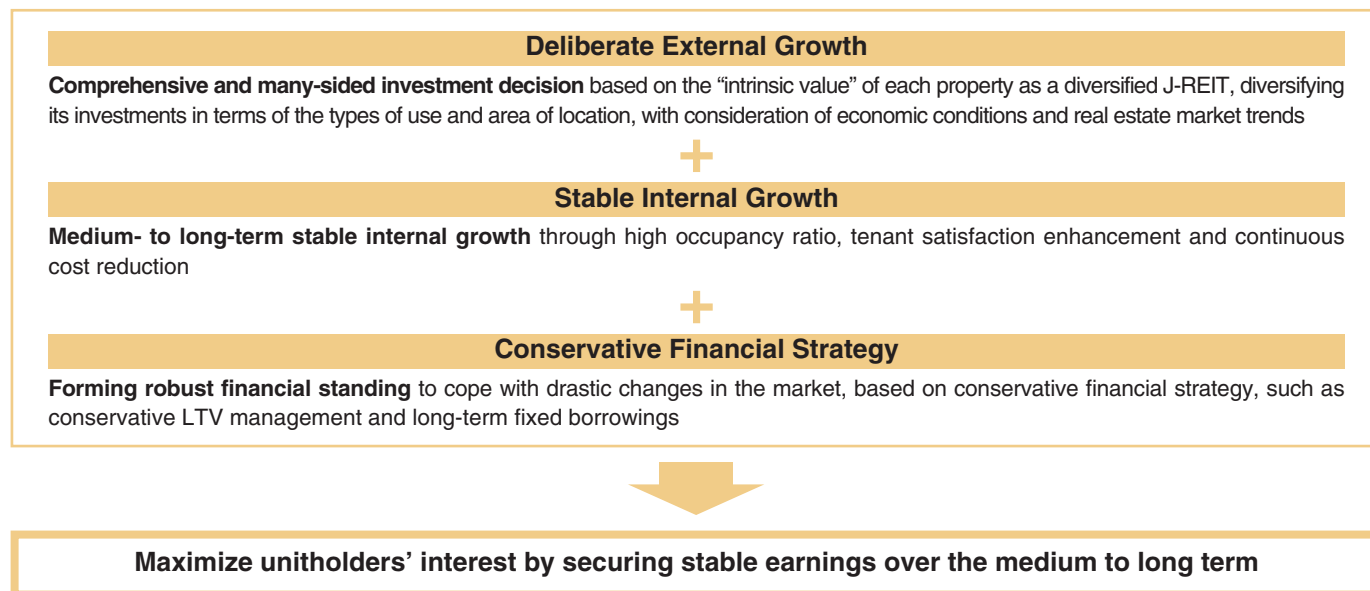 Deliberate External Growth
Comprehensive and many-sided investment decision based on the “intrinsic value” of each property as a diversified J-REIT, diversifying
its investments in terms of the types of use and area of location, with consideration of economic conditions and real estate market trends
+
Stable Internal Growth
Medium- to long-term stable internal growth through high occupancy ratio, tenant satisfaction enhancement and continuous
cost reduction
+
Conservative Financial Strategy
Forming robust financial standing to cope with drastic changes in the market, based on conservative financial strategy, such as
conservative LTV management and long-term fixed borrowings
Maximize unitholders’ interest by securing stable earnings over the medium to long term